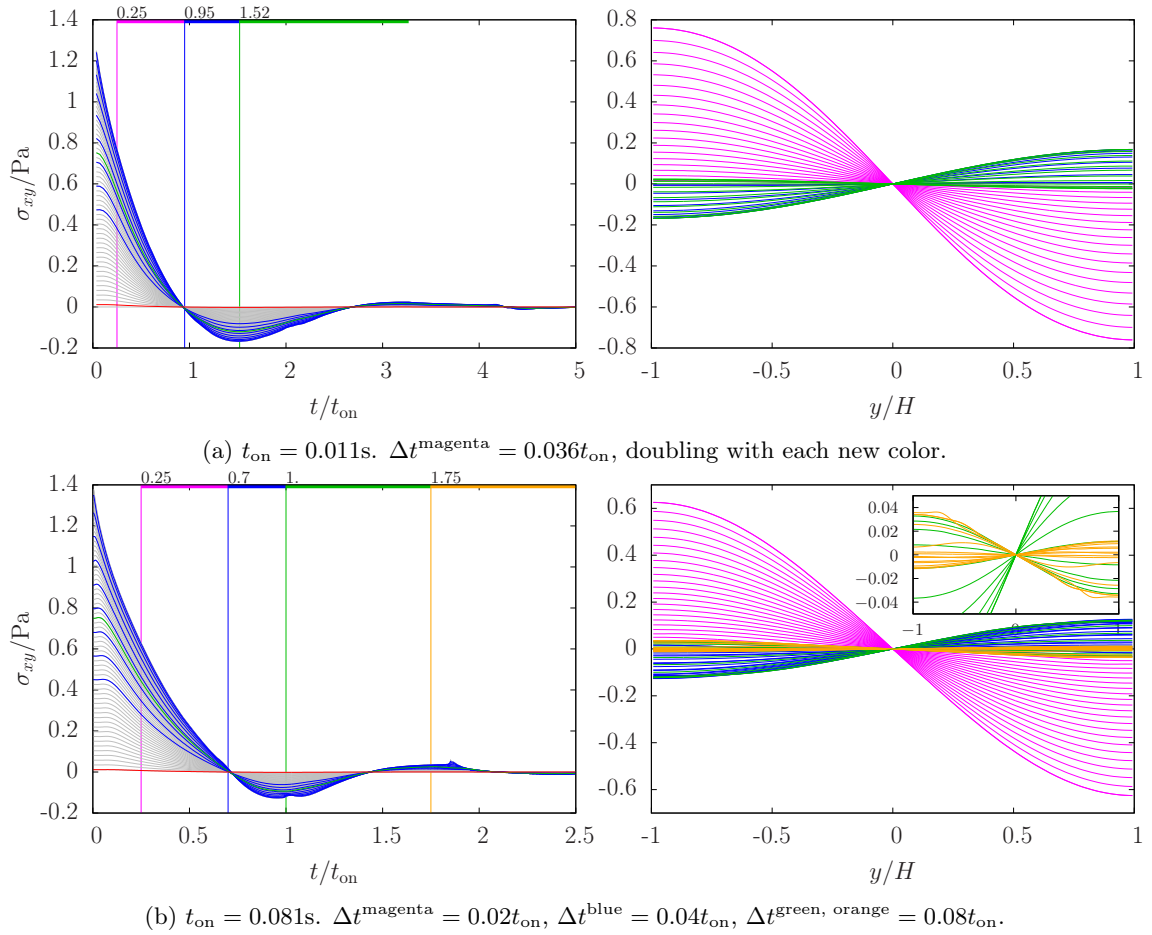 0.25 0.95 1.52
1.4
1.2
1
0.8
0.6
0.4
0.2
0
-0.2
σxy/Pa
0 1 2 3 4 5
t/ton
0.8
0.6
0.4
0.2
0
-0.2
-0.4
-0.6
-0.8
-1 -0.5 0 0.5 1
y/H
(a) ton = 0.011s. Δtmagenta = 0.036ton, doubling with each new color.
0.25 0.7 1. 1.75
1.4
1.2
1
0.8
0.6
0.4
0.2
0
-0.2
σxy/Pa
0 0.5 1 1.5 2 2.5
t/ton
0.6
0.4
0.2
0
-0.2
-0.4
-0.6
-1 -0.5 0 0.5 1
y/H
0.04
0.02
0
−0.02
−0.04
−1 0 1
(b) ton = 0.081s. Δtmagenta = 0.02ton, Δtblue = 0.04ton, Δtgreen, orange = 0.08ton.